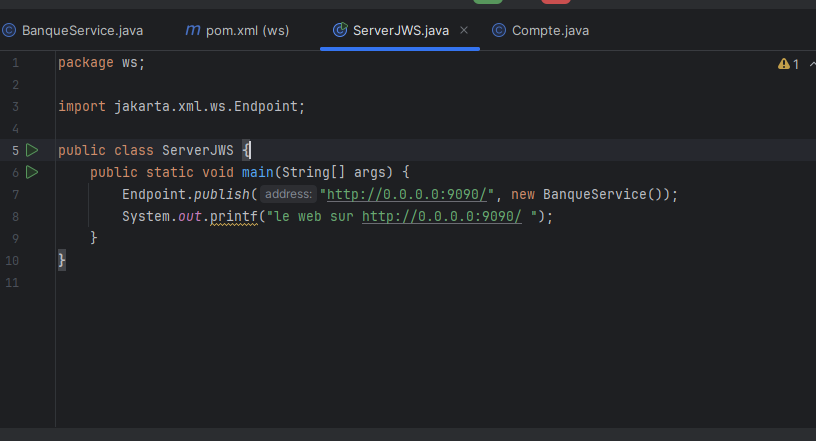 BanqueService.java m pom.xml (ws) ServerJWS.java × Compte.java
1 package ws; 1
2
3 import jakarta.xml.ws.Endpoint;
4
5 public class ServerJWS {
6 public static void main(String[] args) {
7 Endpoint.publish( address: "http://0.0.0.0:9090/", new BanqueService());
8 System.out.printf("le web sur http://0.0.0.0:9090/ ");
9 }
10 }
11